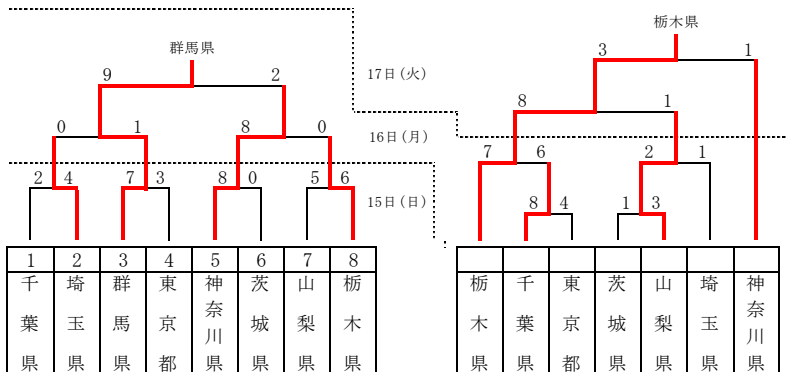 群馬県
栃木県
3 1
9 2
17日(火)
8 1
0 1 8 0
16日(月)
7 6 2 1
2 4 7 3 8 0 5 6
15日(日)
8 4 1 3
1 2 3 4 5 6 7 8
千葉県 埼玉県 群馬県 東京都 神奈川県 茨城県 山梨県 栃木県
栃木県 千葉県 東京都 茨城県 山梨県 埼玉県 神奈川県